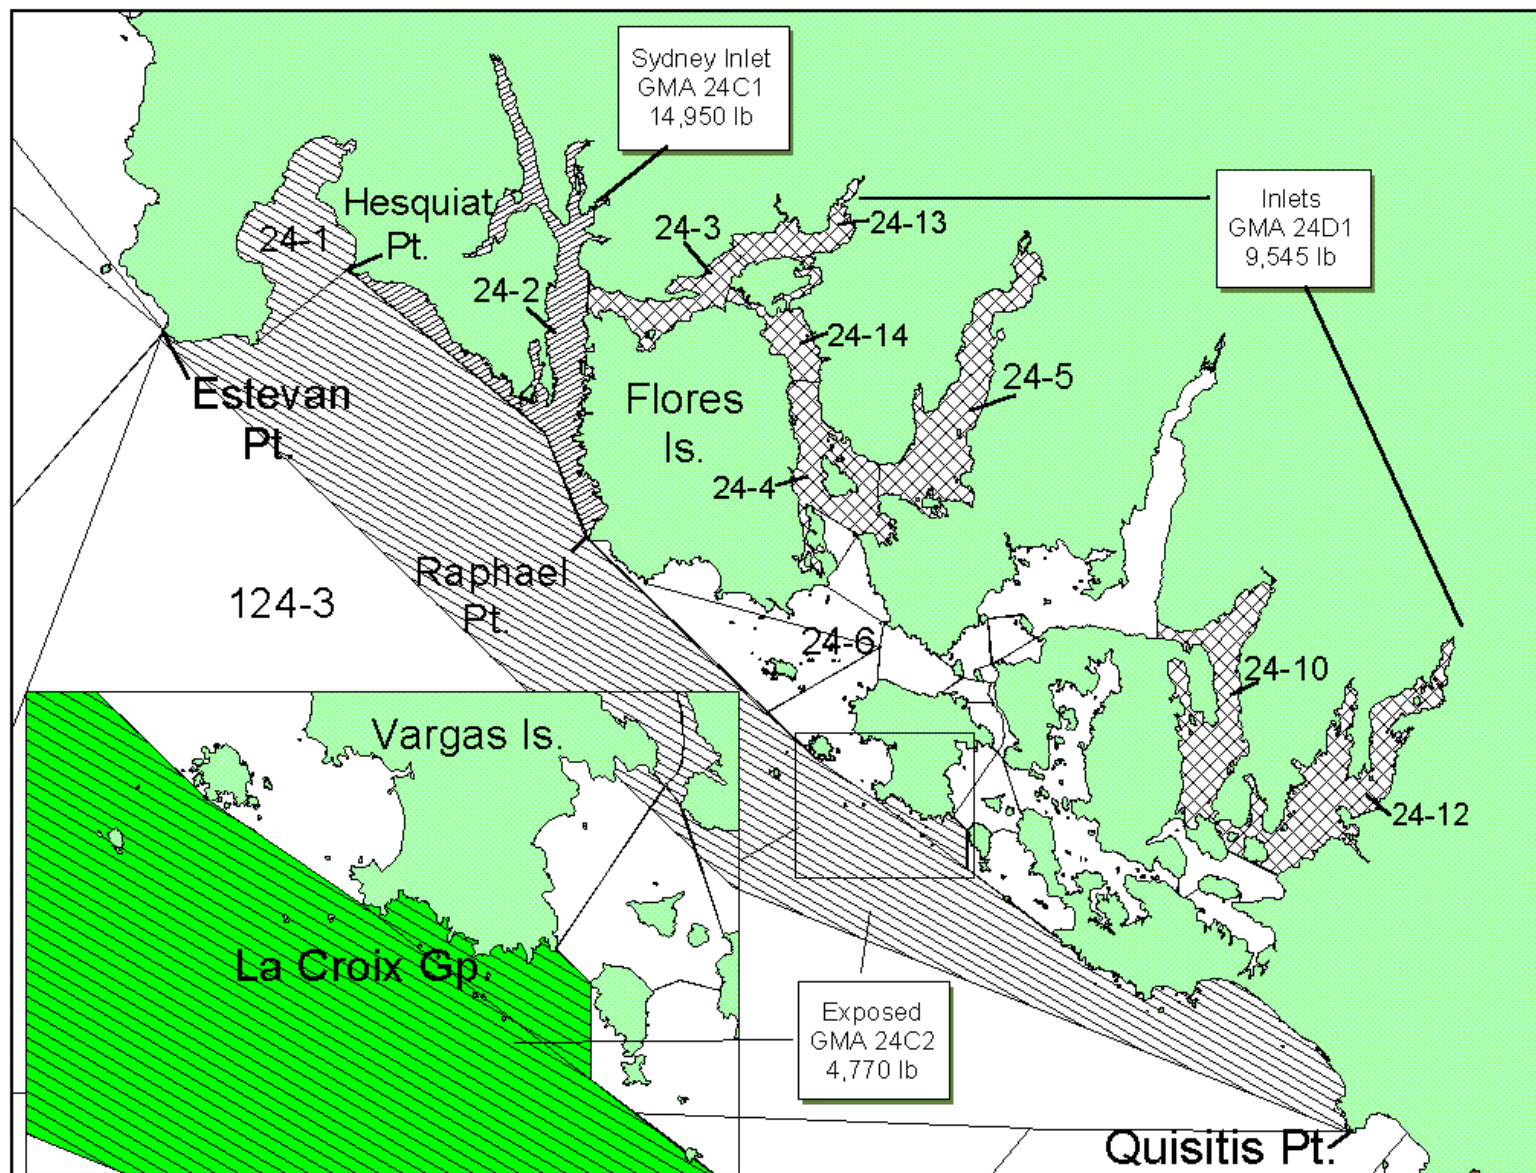 Sydney Inlet
GMA 24C1
14,950 lb
Inlets
GMA 24D1
9,545 lb
Hesquiat
Pt.
24-1
24-2
24-3
24-13
24-14
24-5
Estevan
Pt.
Flores
Is.
24-4
Raphael
Pt.
124-3
24-6
24-10
24-12
Vargas Is.
La Croix Gp.
Exposed
GMA 24C2
4,770 lb
Quisitis Pt.